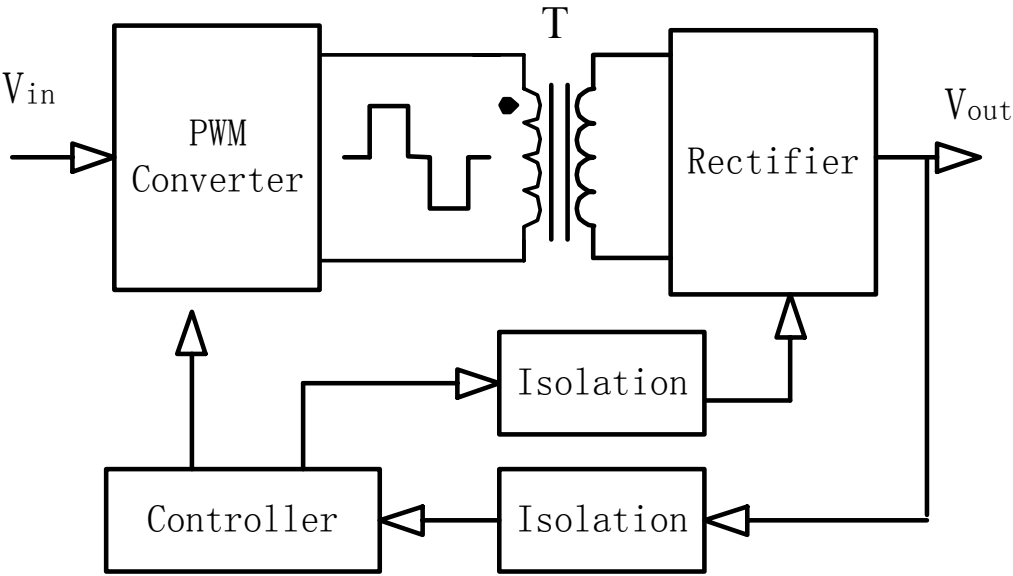 T
Vin
Vout
PWM
Converter
Rectifier
Isolation
Controller
Isolation